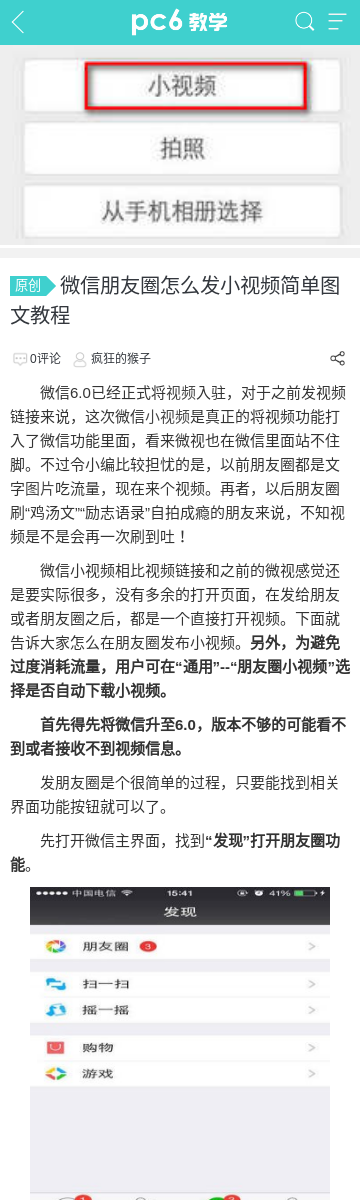 pc6 教学
小视频
拍照
从手机相册选择
原创 微信朋友圈怎么发小视频简单图
文教程
0评论 疯狂的猴子
微信6.0已经正式将视频入驻，对于之前发视频
链接来说，这次微信小视频是真正的将视频功能打
入了微信功能里面，看来微视也在微信里面站不住
脚。不过令小编比较担忧的是，以前朋友圈都是文
字图片吃流量，现在来个视频。再者，以后朋友圈
刷“鸡汤文”“励志语录”自拍成瘾的朋友来说，不知视
频是不是会再一次刷到吐！
微信小视频相比视频链接和之前的微视感觉还
是要实际很多，没有多余的打开页面，在发给朋友
或者朋友圈之后，都是一个直接打开视频。下面就
告诉大家怎么在朋友圈发布小视频。另外，为避免
过度消耗流量，用户可在“通用”--“朋友圈小视频”选
择是否自动下载小视频。
首先得先将微信升至6.0，版本不够的可能看不
到或者接收不到视频信息。
发朋友圈是个很简单的过程，只要能找到相关
界面功能按钮就可以了。
先打开微信主界面，找到“发现”打开朋友圈功
能。
中国电信 15:41 41%
发现
朋友圈 3
扫一扫
摇一摇
购物
游戏